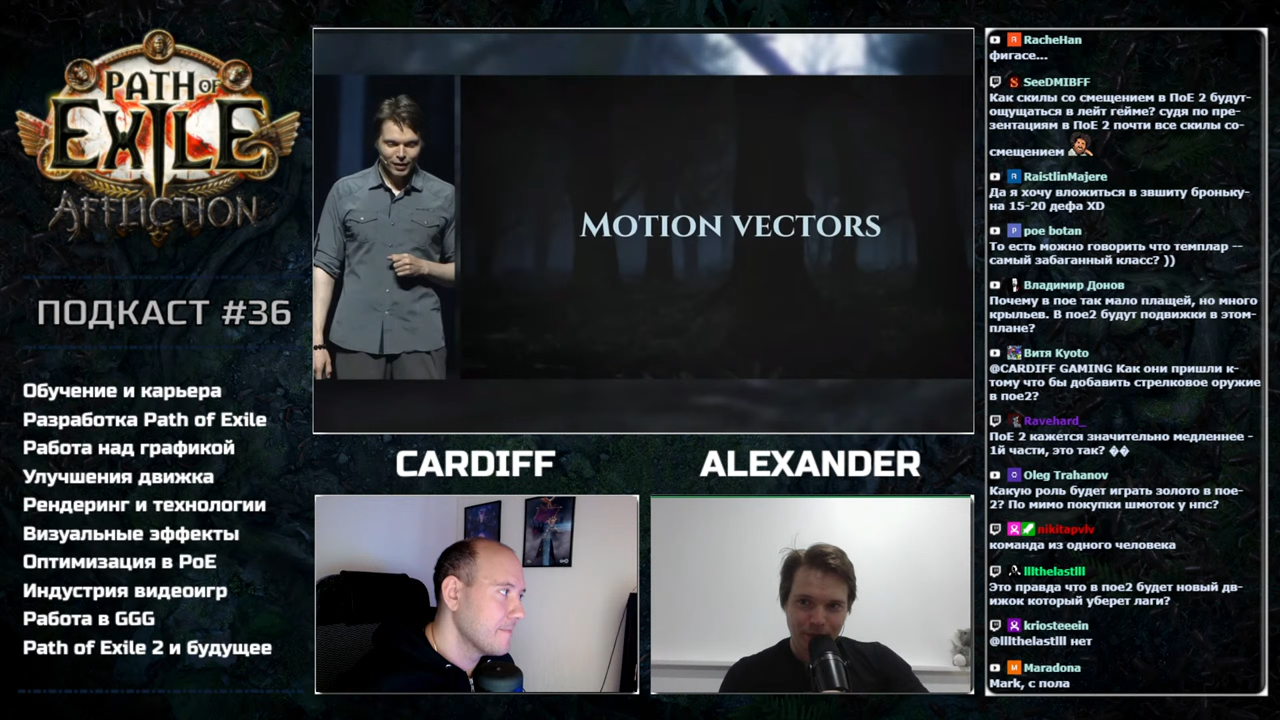 PATH OF
EXILE
AFFLICTION
ПОДКАСТ #36
Обучение и карьера
Разработка Path of Exile
Работа над графикой
Улучшения движка
Рендеринг и технологии
Визуальные эффекты
Оптимизация в PoE
Индустрия видеоигр
Работа в GGG
Path of Exile 2 и будущее
MOTION VECTORS
CARDIFF
ALEXANDER
RacheHan
фигасе...
SeeDMIBFF
Как скилы со смещением в ПоЕ 2 будут-
ощущаться в лейт гейме? судя по пре-
зентациям в ПоЕ 2 почти все скилы со-
смещением
RaistlinMajere
Да я хочу вложиться в звшиту броньку-
на 15-20 дефа XD
poe botan
То есть можно говорить что темплар --
самый забаганный класс? ))
Владимир Донов
Почему в пое так мало плащей, но много
крыльев. В пое2 будут подвижки в этом-
плане?
Витя Kyoto
@CARDIFF GAMING Как они пришли к-
тому что бы добавить стрелковое оружие
в пое2?
Ravehard_
ПоЕ 2 кажется значительно медленнее -
1й части, это так?
Oleg Trahanov
Какую роль будет играть золото в пое-
2? По мимо покупки шмоток у нпс?
nikitapvlv
команда из одного человека
lllthelastlll
Это правда что в пое2 будет новый дв-
ижок который уберет лаги?
kriosteeein
@lllthelastlll нет
Maradona
Mark, с пола